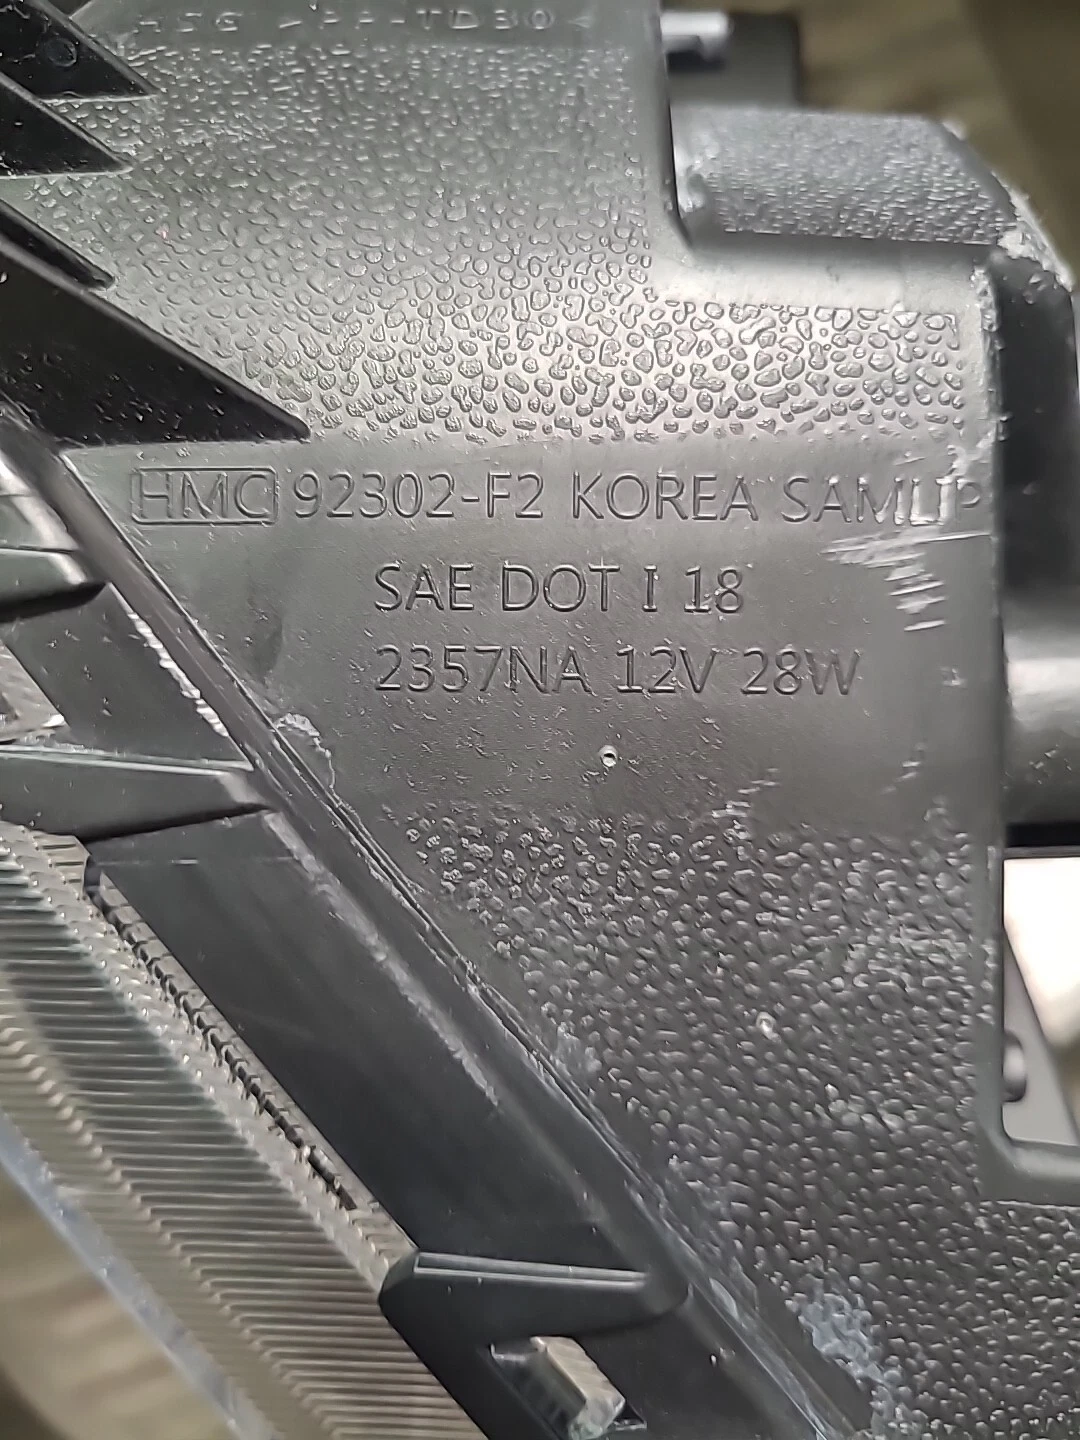 HMC 92302-F2 KOREA SAMLIP
SAE DOT I 18
2357NA 12V 28W